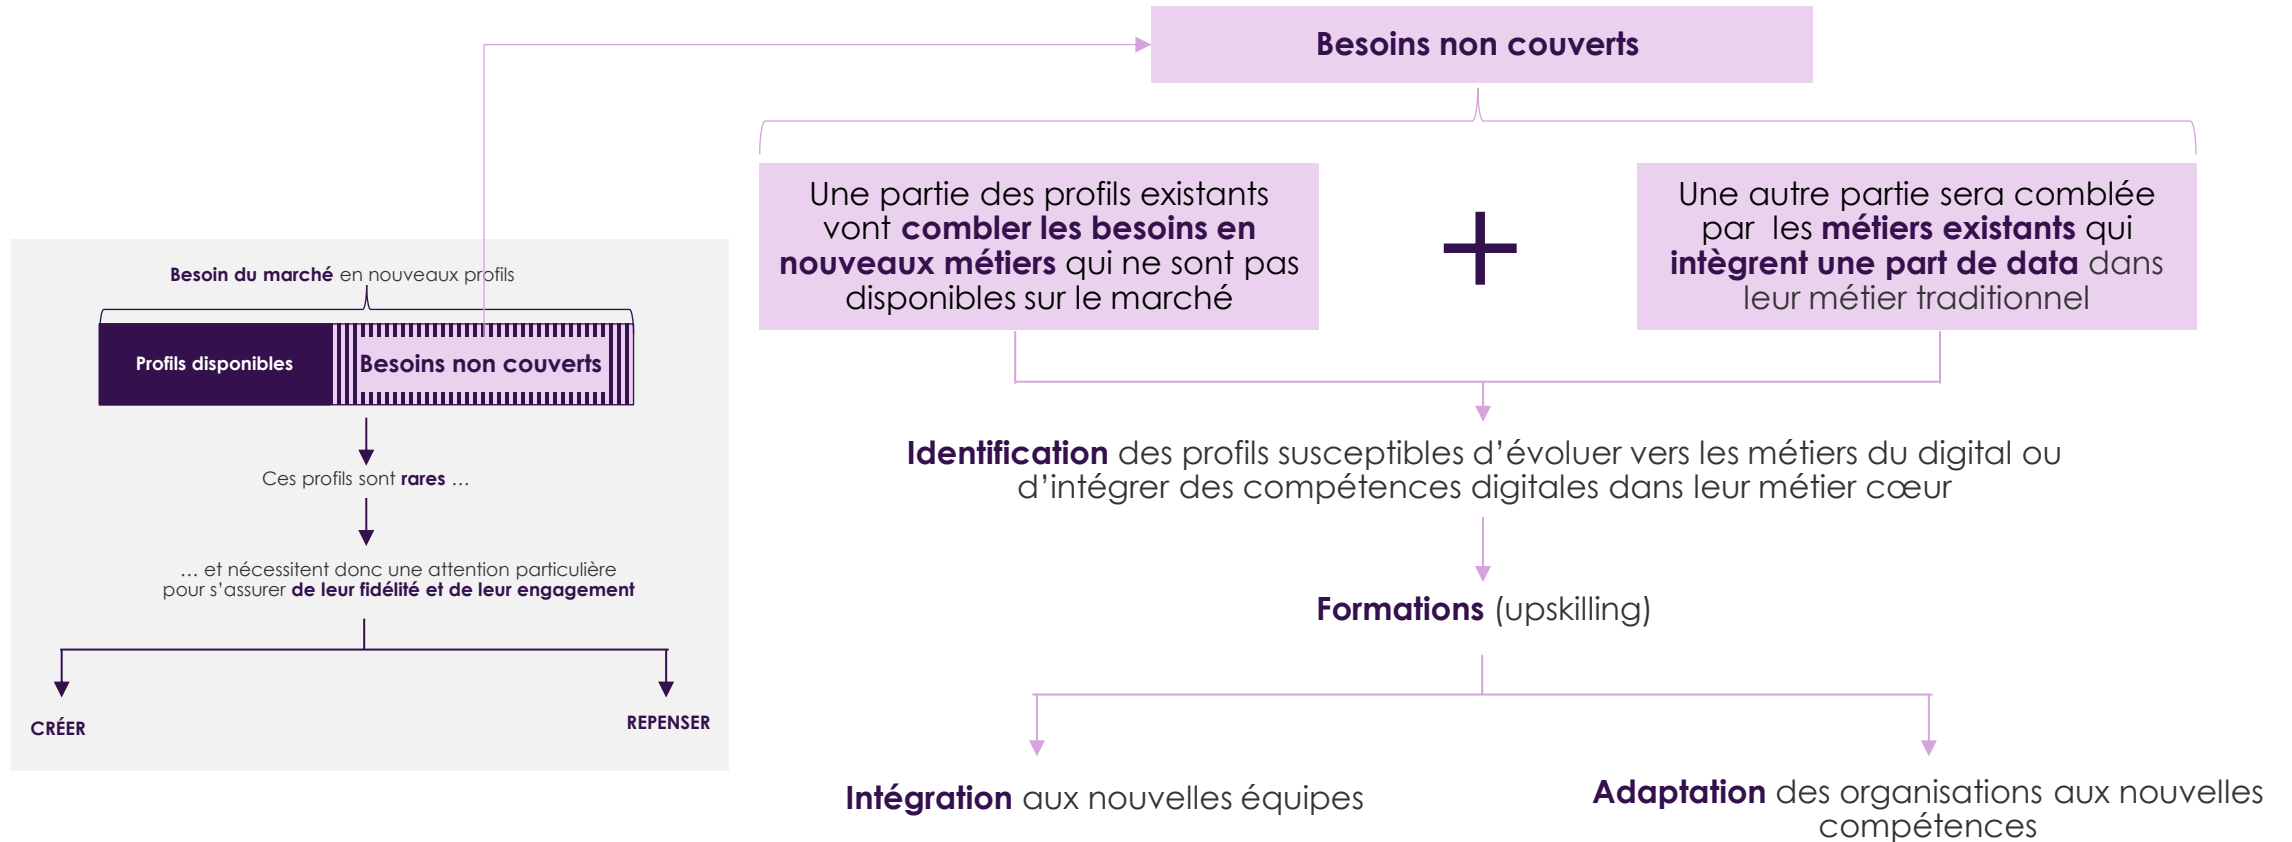 Besoins non couverts
Une partie des profils existants
vont combler les besoins en
nouveaux métiers qui ne sont pas
disponibles sur le marché
+
Une autre partie sera comblée
par les métiers existants qui
intègrent une part de data dans
leur métier traditionnel
Besoin du marché en nouveaux profils
Profils disponibles
Besoins non couverts
Ces profils sont rares …
… et nécessitent donc une attention particulière
pour s’assurer de leur fidélité et de leur engagement
CRÉER
REPENSER
Identification des profils susceptibles d’évoluer vers les métiers du digital ou
d’intégrer des compétences digitales dans leur métier cœur
Formations (upskilling)
Intégration aux nouvelles équipes
Adaptation des organisations aux nouvelles
compétences